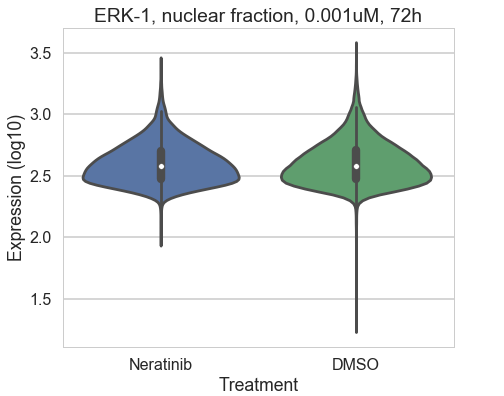 ERK-1, nuclear fraction, 0.001uM, 72h
Expression (log10)
3.5
3.0
2.5
2.0
1.5
Neratinib DMSO
Treatment